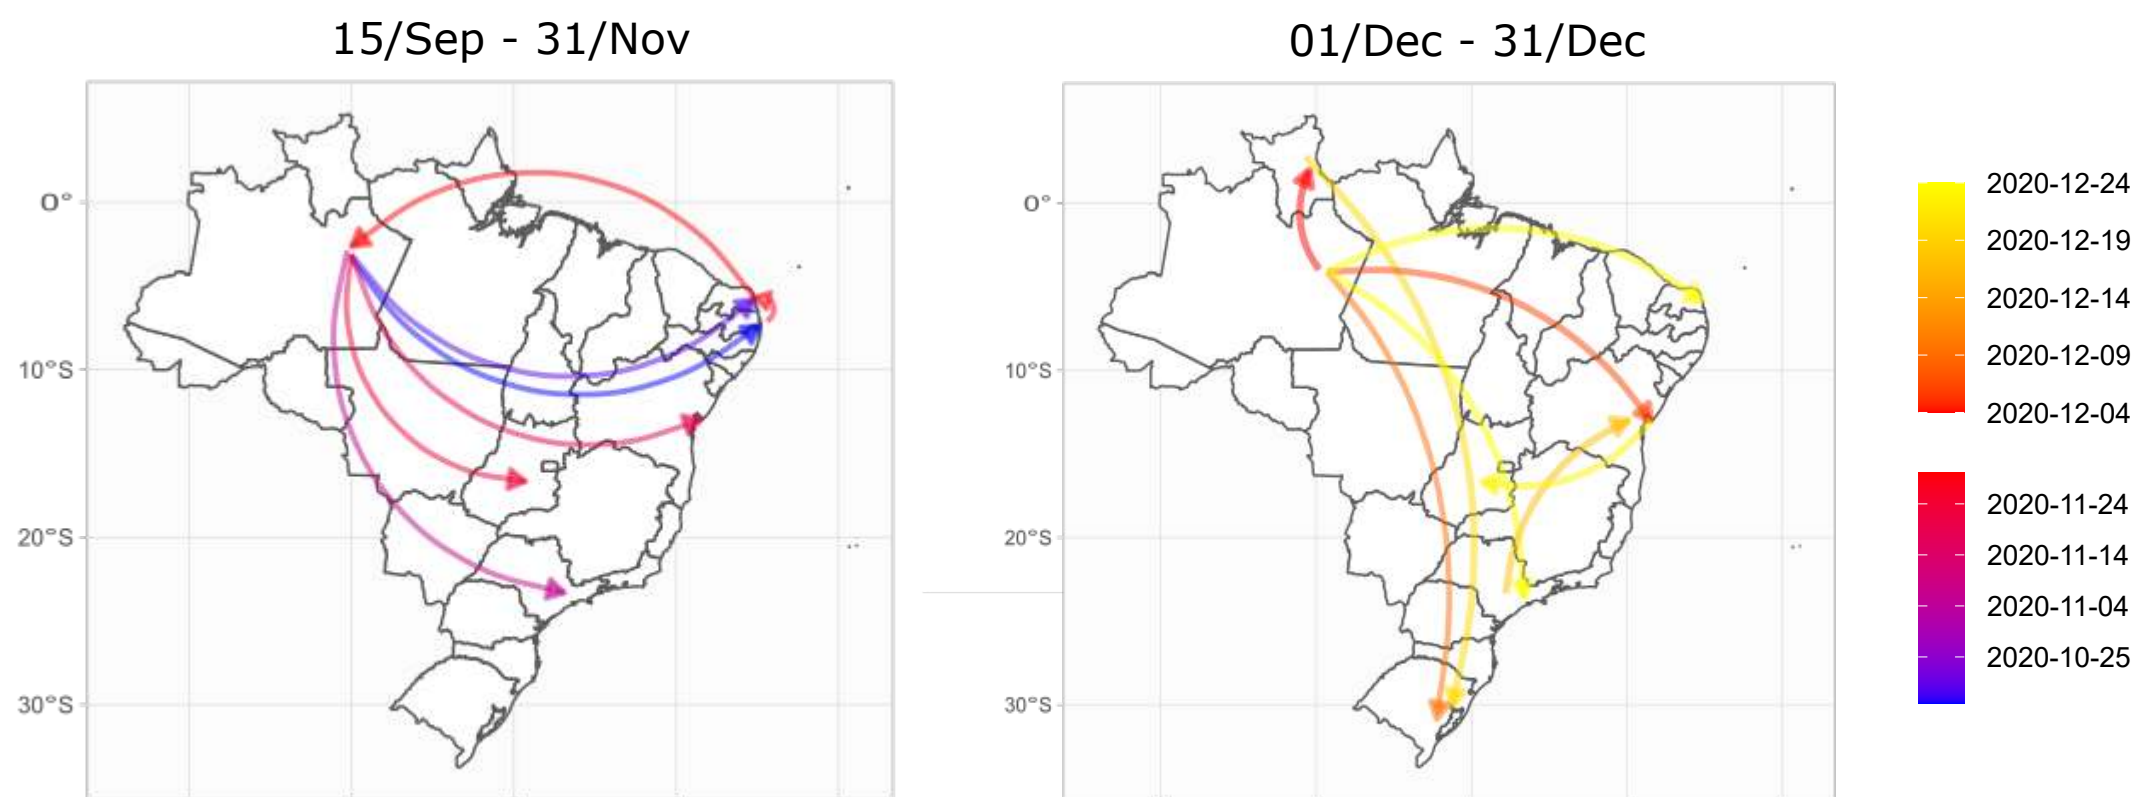 15/Sep - 31/Nov
0°
10°S
20°S
30°S
01/Dec - 31/Dec
0°
10°S
20°S
30°S
2020-12-24
2020-12-19
2020-12-14
2020-12-09
2020-12-04
2020-11-24
2020-11-14
2020-11-04
2020-10-25